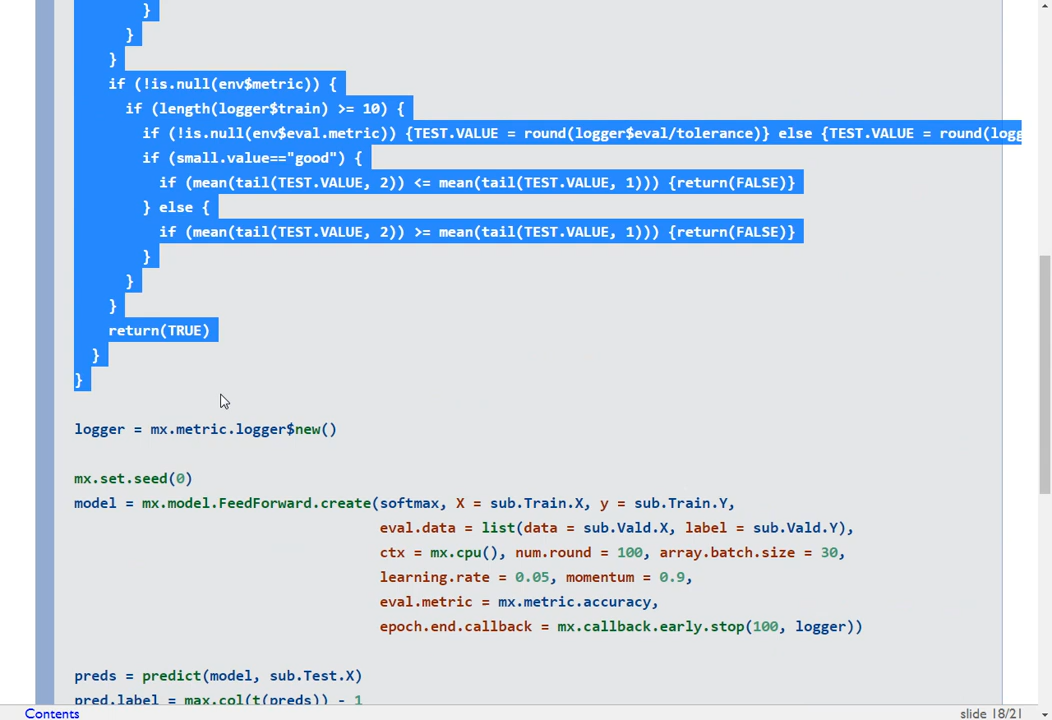 }
}
}
if (!is.null(env$metric)) {
if (length(logger$train) >= 10) {
if (!is.null(env$eval.metric)) {TEST.VALUE = round(logger$eval/tolerance)} else {TEST.VALUE = round(logg
if (small.value=="good") {
if (mean(tail(TEST.VALUE, 2)) <= mean(tail(TEST.VALUE, 1))) {return(FALSE)}
} else {
if (mean(tail(TEST.VALUE, 2)) >= mean(tail(TEST.VALUE, 1))) {return(FALSE)}
}
}
}
return(TRUE)
}
}
logger = mx.metric.logger$new()
mx.set.seed(0)
model = mx.model.FeedForward.create(softmax, X = sub.Train.X, y = sub.Train.Y,
eval.data = list(data = sub.Vald.X, label = sub.Vald.Y),
ctx = mx.cpu(), num.round = 100, array.batch.size = 30,
learning.rate = 0.05, momentum = 0.9,
eval.metric = mx.metric.accuracy,
epoch.end.callback = mx.callback.early.stop(100, logger))
preds = predict(model, sub.Test.X)
pred.label = max.col(t(preds)) - 1
Contents
slide 18/21